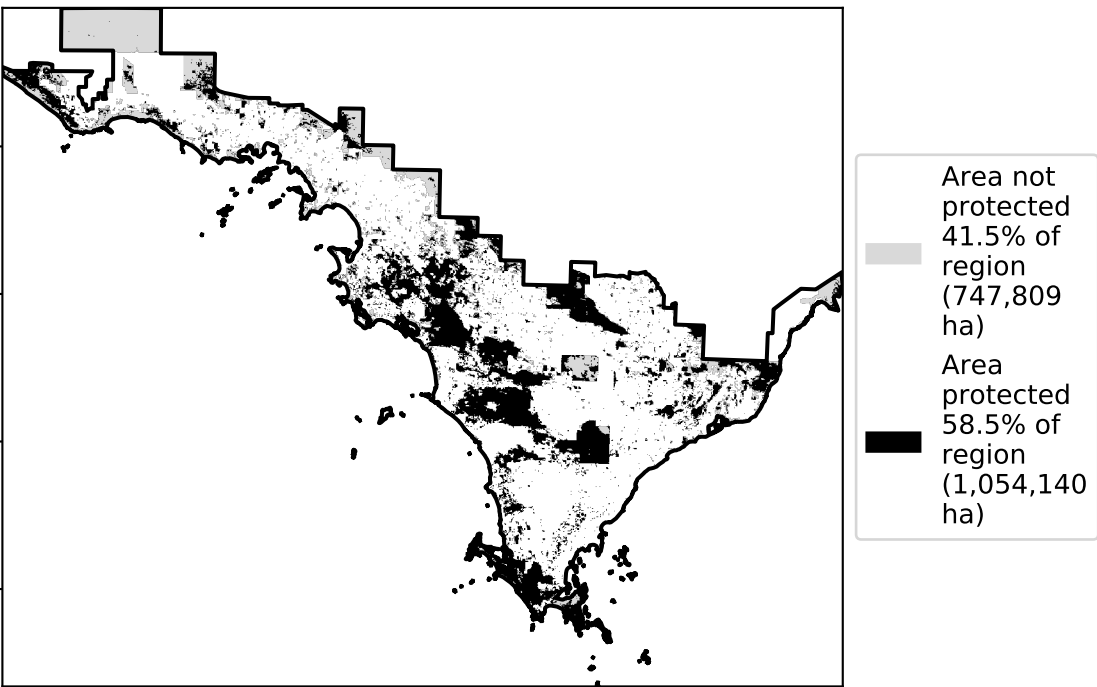 Area not
protected
41.5% of
region
(747,809
ha)
Area
protected
58.5% of
region
(1,054,140
ha)